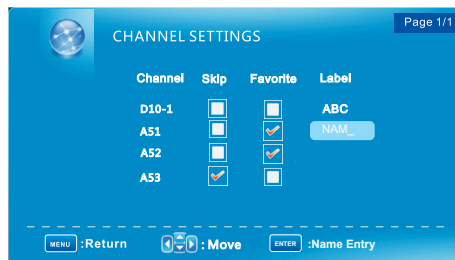 Page 1/1
CHANNEL SETTINGS
Channel Skip Favorite Label
D10-1 ABC
A51 NAM_
A52
A53
MENU :Return : Move ENTER :Name Entry